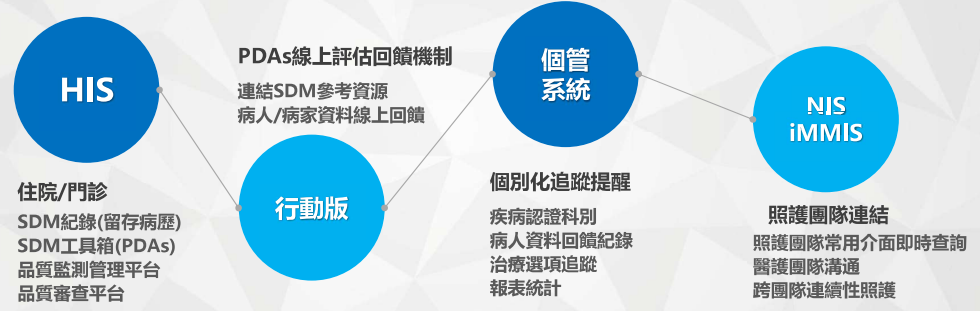 HIS
住院/門診
SDM紀錄(留存病歷)
SDM工具箱(PDAs)
品質監測管理平台
品質審查平台
PDAs線上評估回饋機制
連結SDM參考資源
病人/病家資料線上回饋
行動版
個管
系統
個別化追蹤提醒
疾病認證科別
病人資料回饋紀錄
治療選項追蹤
報表統計
NIS
iMMIS
照護團隊連結
照護團隊常用介面即時查詢
醫護團隊溝通
跨團隊連續性照護